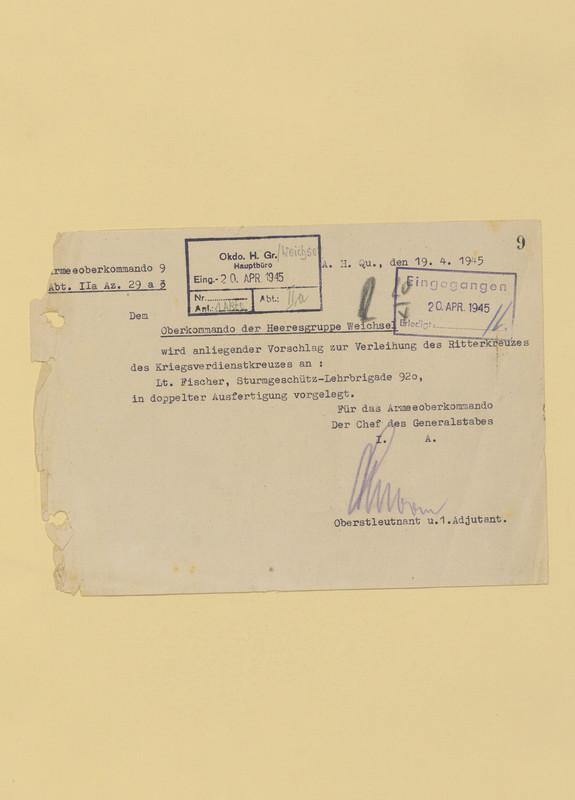 9
Okdo. H. Gr. Weichsel
Hauptbüro
Eing.- 20. APR. 1945
Nr.
Abt.: IIa
Anl.:
Armeeoberkommando 9
A. H. Qu., den 19. 4. 1945
Abt. IIa Az. 29 a
Eingegangen
20. APR. 1945
Erledigt:
Dem
Oberkommando der Heeresgruppe Weichsel
wird anliegender Vorschlag zur Verleihung des Ritterkreuzes
des Kriegsverdienstkreuzes an :
Lt. Fischer, Sturmgeschütz-Lehrbrigade 92o,
in doppelter Ausfertigung vorgelegt.
Für das Armeeoberkommando
Der Chef des Generalstabes
I. A.
Oberstleutnant u.1.Adjutant.